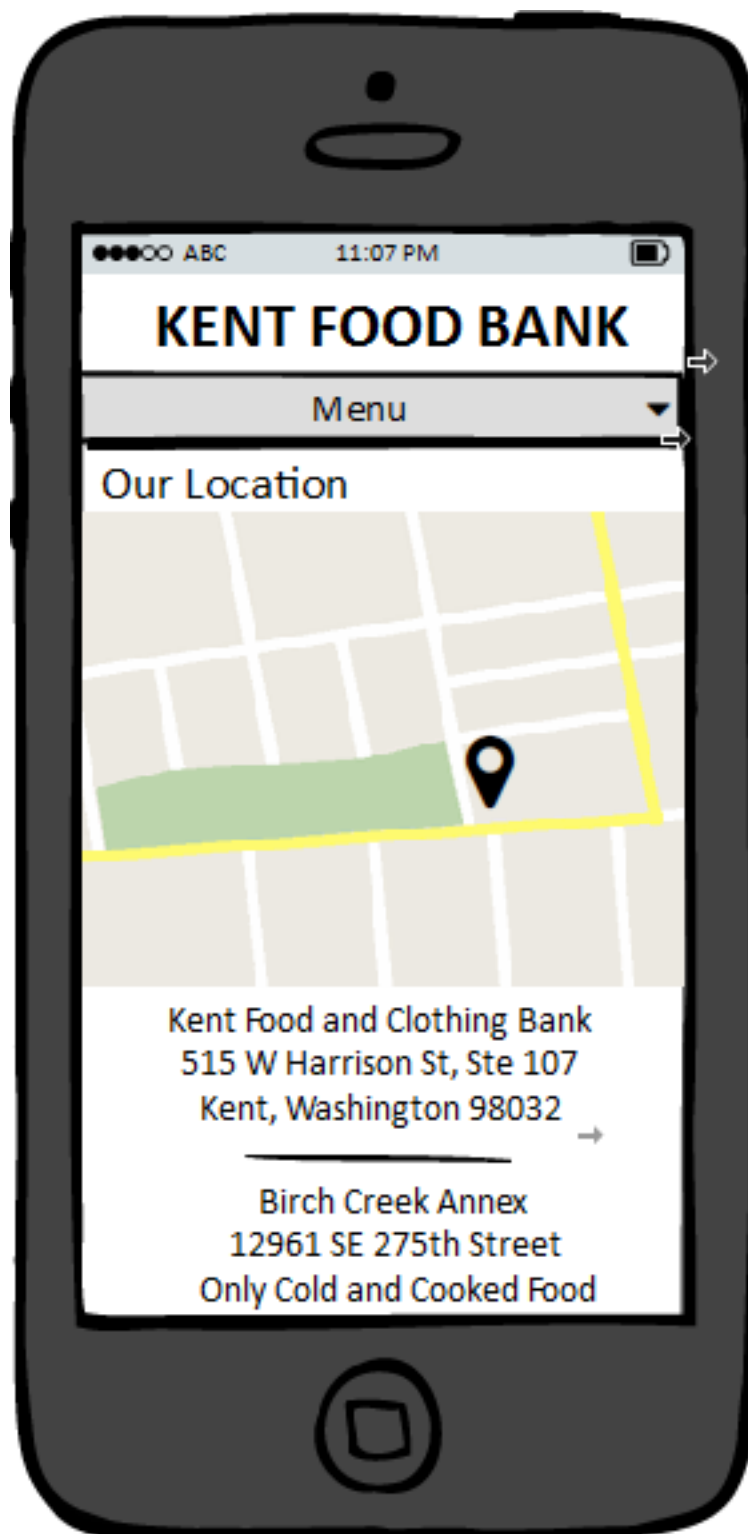 ABC 11:07 PM
KENT FOOD BANK
Menu
Our Location
Kent Food and Clothing Bank
515 W Harrison St, Ste 107
Kent, Washington 98032
Birch Creek Annex
12961 SE 275th Street
Only Cold and Cooked Food